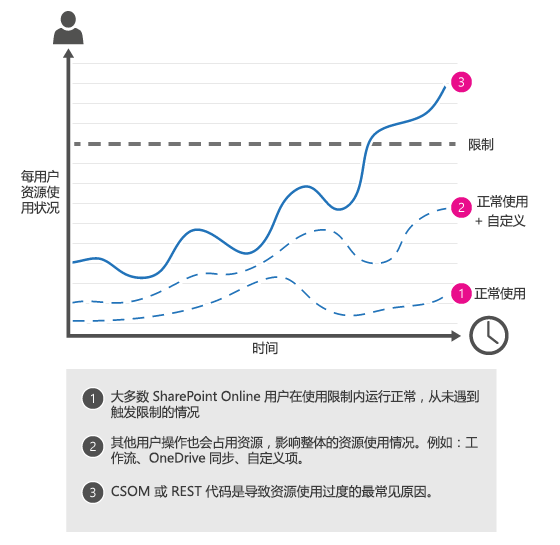 3
限制
每用户
资源使
用状况
2
正常使用
+ 自定义
1
正常使用
时间
1 大多数 SharePoint Online 用户在使用限制内运行正常，从未遇到
触发限制的情况
2 其他用户操作也会占用资源，影响整体的资源使用情况。例如：工
作流、OneDrive 同步、自定义项。
3 CSOM 或 REST 代码是导致资源使用过度的最常见原因。